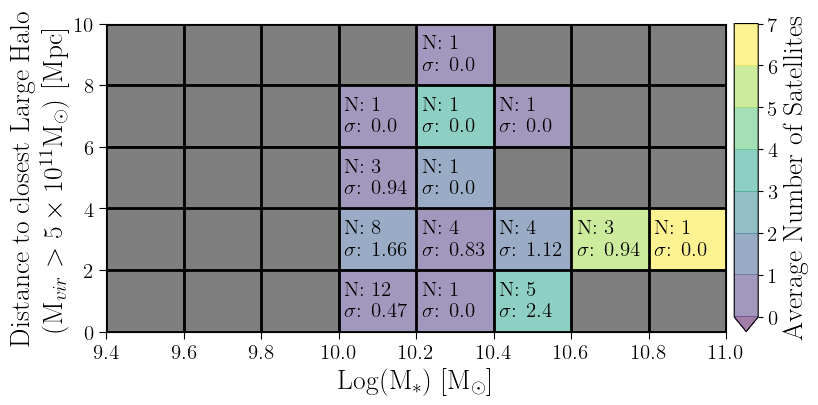 Distance to closest Large Halo
(M_vir > 5 × 10^11 M_⊙) [Mpc]
10
8
6
4
2
0
N: 1
σ: 0.0
N: 1
σ: 0.0
N: 1
σ: 0.0
N: 1
σ: 0.0
N: 3
σ: 0.94
N: 1
σ: 0.0
N: 8
σ: 1.66
N: 4
σ: 0.83
N: 4
σ: 1.12
N: 3
σ: 0.94
N: 1
σ: 0.0
N: 12
σ: 0.47
N: 1
σ: 0.0
N: 5
σ: 2.4
9.4 9.6 9.8 10.0 10.2 10.4 10.6 10.8 11.0
Log(M_*) [M_⊙]
7
6
5
4
3
2
1
0
Average Number of Satellites